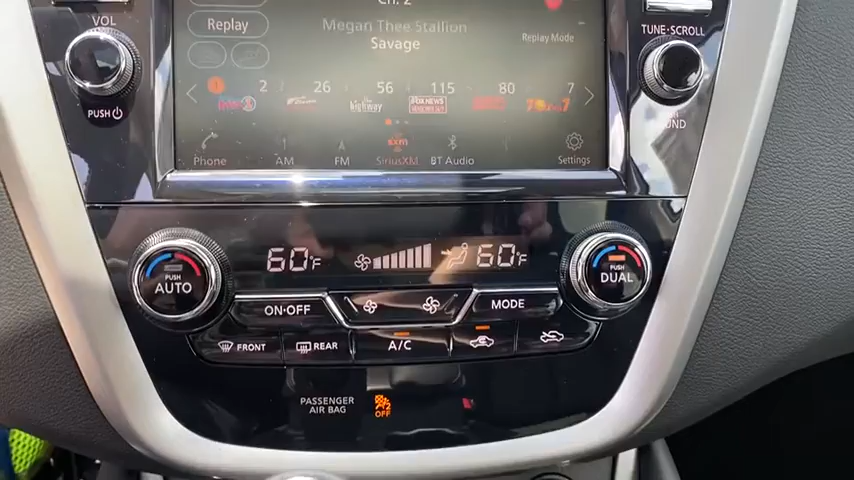 VOL
PUSH
Ch. 2
Megan Thee Stallion
Savage
Replay
Replay Mode
TUNE·SCROLL
2
26
56
115
80
7
the highway
FOX NEWS
Phone
AM
FM
sxm
SiriusXM
BT Audio
Settings
60°F
60°F
PUSH
AUTO
PUSH
DUAL
ON·OFF
MODE
FRONT
REAR
A/C
PASSENGER
AIR BAG
2
OFF